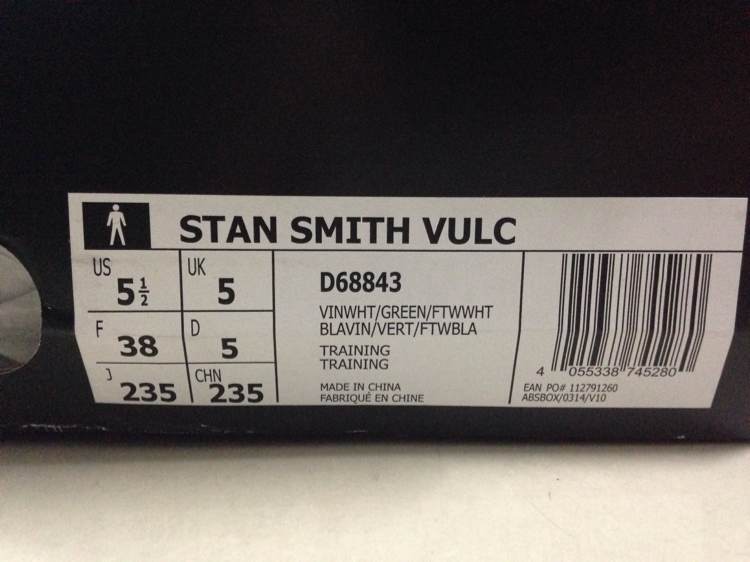 STAN SMITH VULC
US 5 1/2
UK 5
F 38
D 5
J 235
CHN 235
D68843
VINWHT/GREEN/FTWWHT
BLAVIN/VERT/FTWBLA
TRAINING
TRAINING
MADE IN CHINA
FABRIQUÉ EN CHINE
4 055338 745280
EAN PO# 112791260
ABSBOX/0314/V10